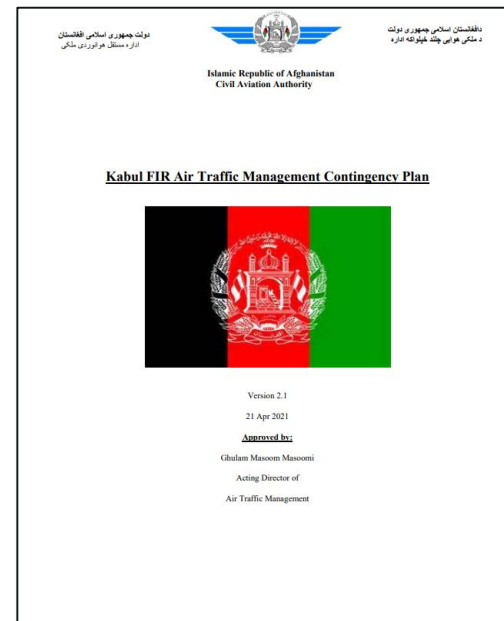 دولت جمهوری اسلامی افغانستان
اداره مستقل هوانوردی ملکی
دافغانستان اسلامی جمهوری دولت
د ملکی هوایی چلند خپلواکه اداره
Islamic Republic of Afghanistan
Civil Aviation Authority
Kabul FIR Air Traffic Management Contingency Plan
Version 2.1
21 Apr 2021
Approved by:
Ghulam Masoom Masoomi
Acting Director of
Air Traffic Management